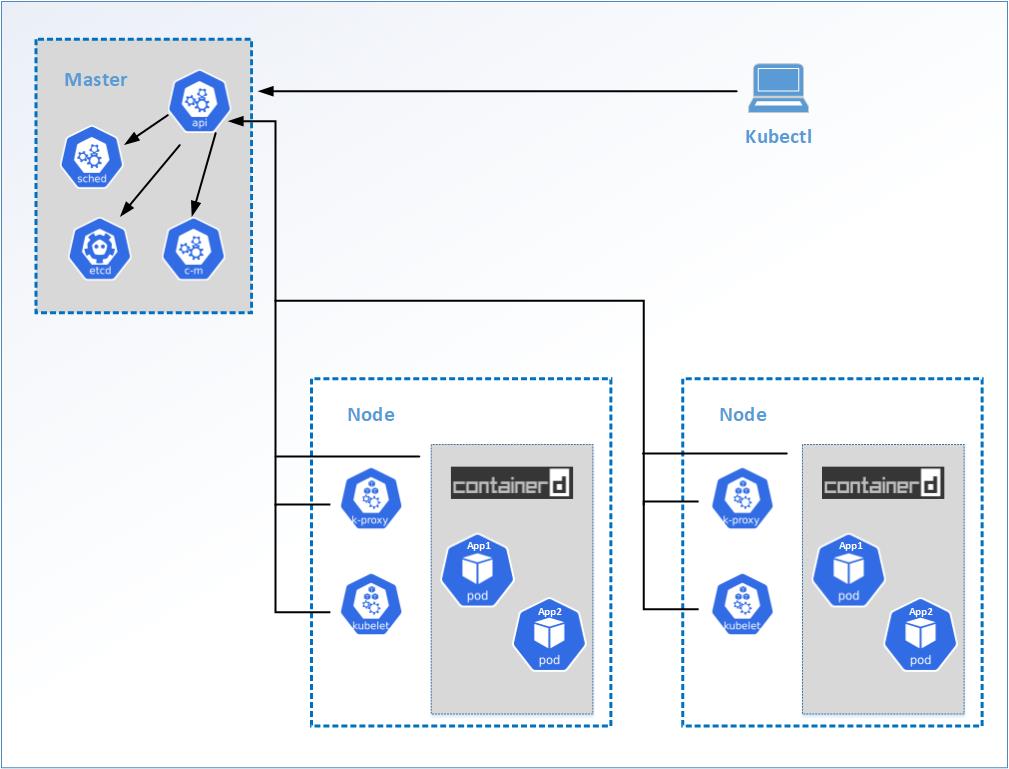 Master
api
sched
etcd
c-m
Kubectl
Node
containerd
k-proxy
App1
pod
kubelet
App2
pod
Node
containerd
k-proxy
App1
pod
kubelet
App2
pod